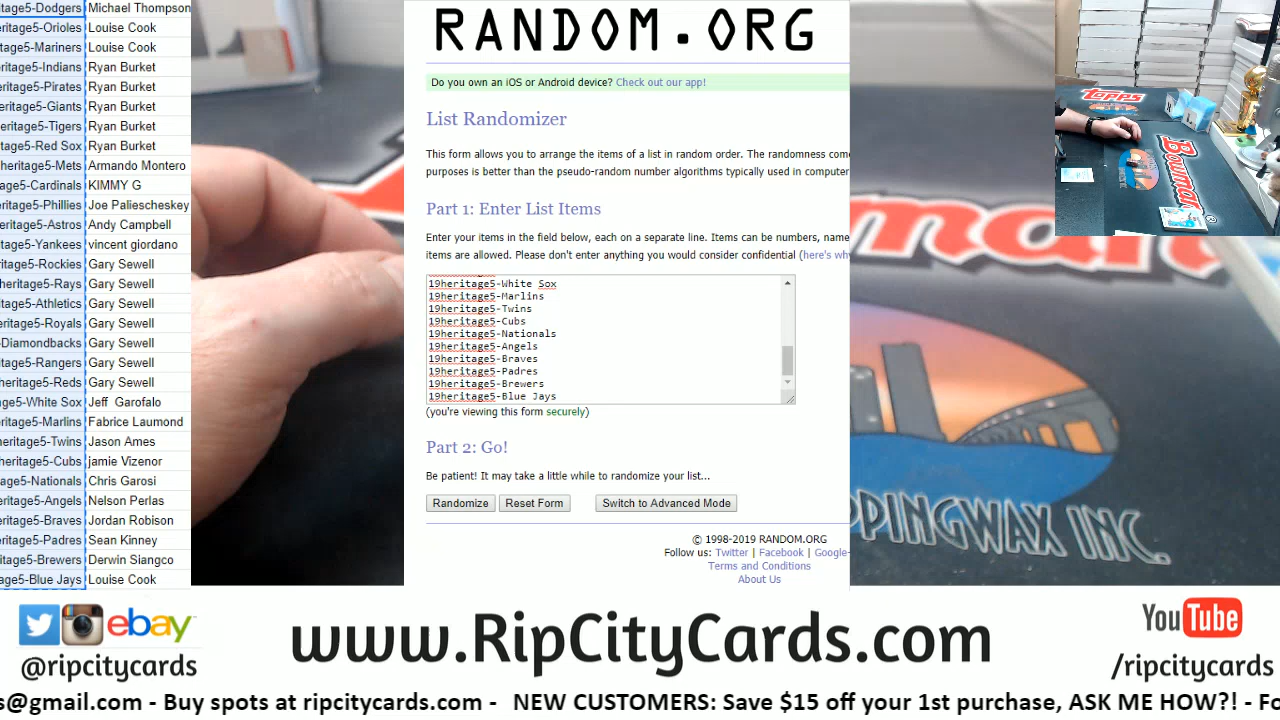 itage5-Dodgers Michael Thompson
eritage5-Orioles Louise Cook
itage5-Mariners Louise Cook
eritage5-Indians Ryan Burket
eritage5-Pirates Ryan Burket
heritage5-Giants Ryan Burket
eritage5-Tigers Ryan Burket
itage5-Red Sox Ryan Burket
heritage5-Mets Armando Montero
age5-Cardinals KIMMY G
itage5-Phillies Joe Paliescheskey
eritage5-Astros Andy Campbell
itage5-Yankees vincent giordano
ritage5-Rockies Gary Sewell
heritage5-Rays Gary Sewell
itage5-Athletics Gary Sewell
ritage5-Royals Gary Sewell
-Diamondbacks Gary Sewell
ritage5-Rangers Gary Sewell
heritage5-Reds Gary Sewell
age5-White Sox Jeff Garofalo
eritage5-Marlins Fabrice Laumond
eritage5-Twins Jason Ames
heritage5-Cubs jamie Vizenor
age5-Nationals Chris Garosi
eritage5-Angels Nelson Perlas
ritage5-Braves Jordan Robison
eritage5-Padres Sean Kinney
itage5-Brewers Derwin Siangco
age5-Blue Jays Louise Cook
RANDOM.ORG
Do you own an iOS or Android device? Check out our app!
List Randomizer
This form allows you to arrange the items of a list in random order. The randomness come
purposes is better than the pseudo-random number algorithms typically used in computer
Part 1: Enter List Items
Enter your items in the field below, each on a separate line. Items can be numbers, name
items are allowed. Please don't enter anything you would consider confidential (here's why
19heritage5-White Sox
19heritage5-Marlins
19heritage5-Twins
19heritage5-Cubs
19heritage5-Nationals
19heritage5-Angels
19heritage5-Braves
19heritage5-Padres
19heritage5-Brewers
19heritage5-Blue Jays
(you're viewing this form securely)
Part 2: Go!
Be patient! It may take a little while to randomize your list...
Randomize Reset Form Switch to Advanced Mode
© 1998-2019 RANDOM.ORG
Follow us: Twitter | Facebook | Google-
Terms and Conditions
About Us
Topps
Bowman
man
PPINGWAX INC.
ebay
@ripcitycards
www.RipCityCards.com
YouTube
/ripcitycards
s@gmail.com - Buy spots at ripcitycards.com - NEW CUSTOMERS: Save $15 off your 1st purchase, ASK ME HOW?! - Fo